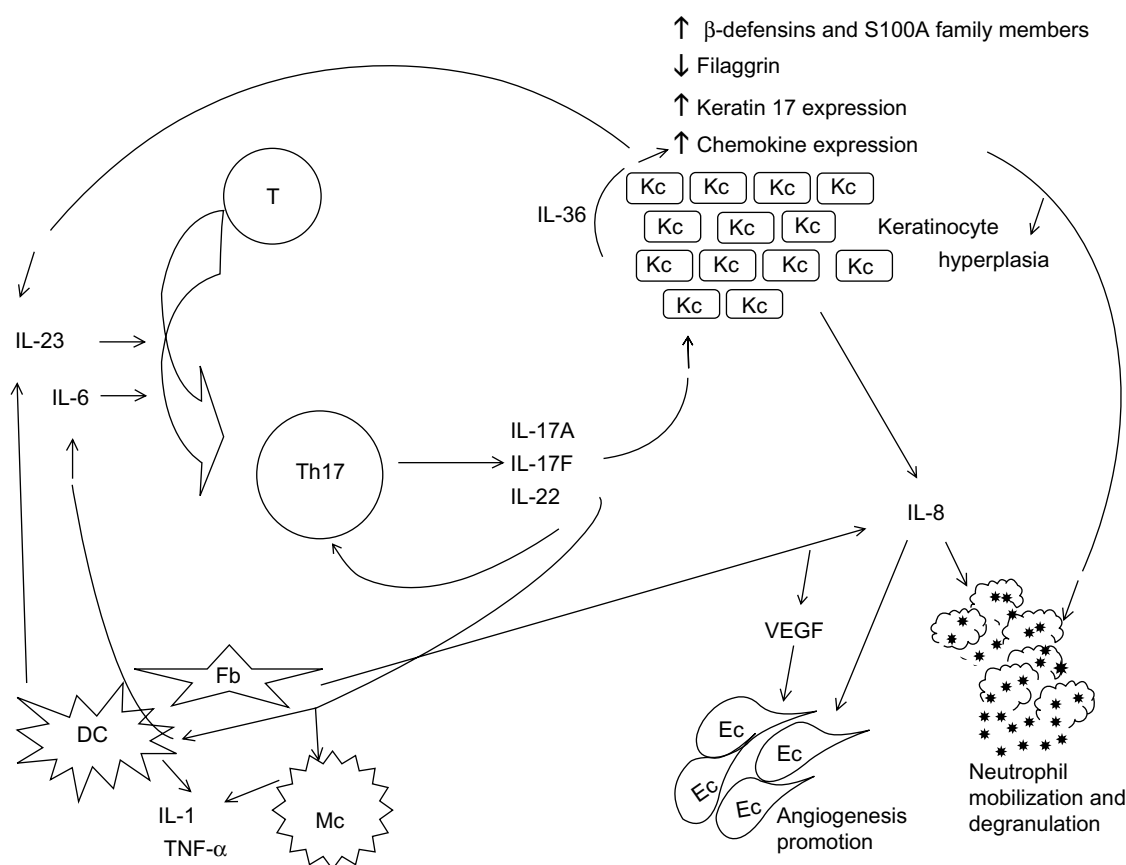 ↑ β-defensins and S100A family members
↓ Filaggrin
↑ Keratin 17 expression
↑ Chemokine expression
T
Kc Kc Kc Kc
IL-36
Kc Kc Kc
Keratinocyte
hyperplasia
Kc Kc Kc Kc
Kc Kc
IL-23
IL-6
IL-17A
IL-17F
IL-22
Th17
IL-8
VEGF
Fb
DC
Ec
Ec
Ec
Ec
IL-1
TNF-α
Mc
Angiogenesis
promotion
Neutrophil
mobilization and
degranulation